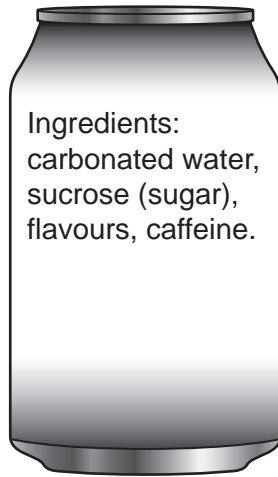 Ingredients:
carbonated water,
sucrose (sugar),
flavours, caffeine.